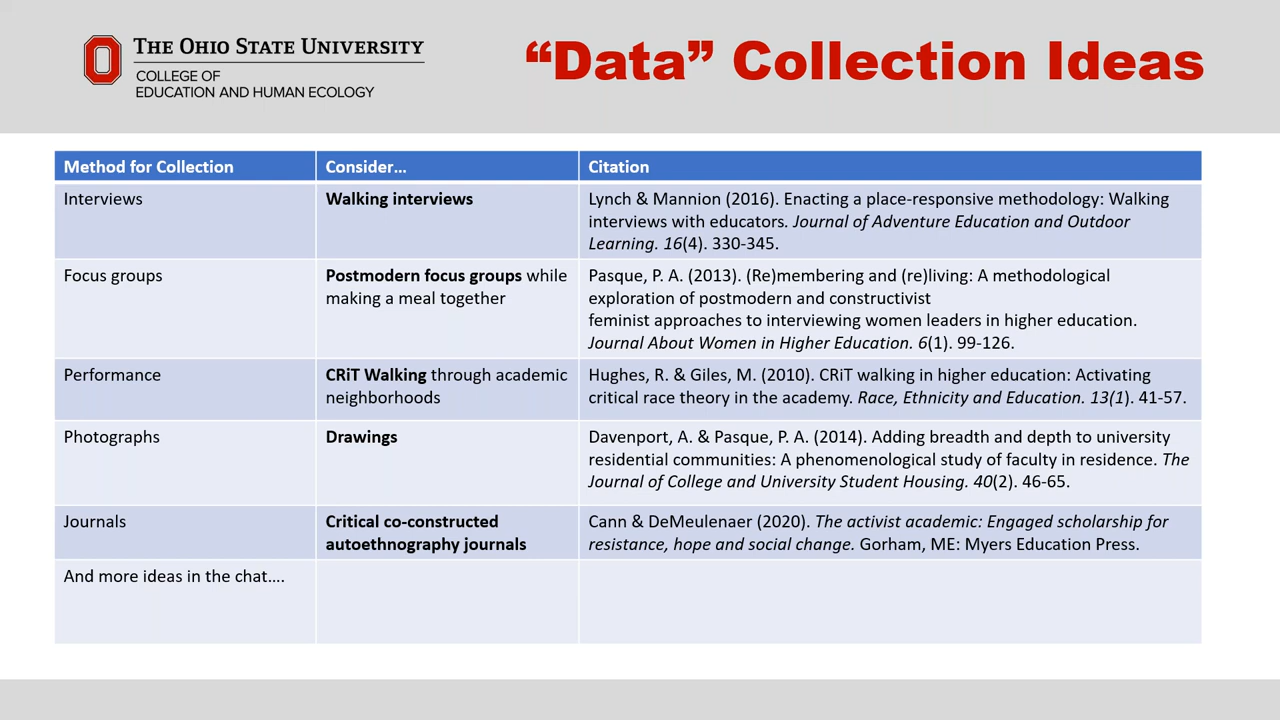 THE OHIO STATE UNIVERSITY
COLLEGE OF
EDUCATION AND HUMAN ECOLOGY
“Data” Collection Ideas
Method for Collection
Consider…
Citation
Interviews
Walking interviews
Lynch & Mannion (2016). Enacting a place-responsive methodology: Walking
interviews with educators. Journal of Adventure Education and Outdoor
Learning. 16(4). 330-345.
Focus groups
Postmodern focus groups while
making a meal together
Pasque, P. A. (2013). (Re)membering and (re)living: A methodological
exploration of postmodern and constructivist
feminist approaches to interviewing women leaders in higher education.
Journal About Women in Higher Education. 6(1). 99-126.
Performance
CRiT Walking through academic
neighborhoods
Hughes, R. & Giles, M. (2010). CRiT walking in higher education: Activating
critical race theory in the academy. Race, Ethnicity and Education. 13(1). 41-57.
Photographs
Drawings
Davenport, A. & Pasque, P. A. (2014). Adding breadth and depth to university
residential communities: A phenomenological study of faculty in residence. The
Journal of College and University Student Housing. 40(2). 46-65.
Journals
Critical co-constructed
autoethnography journals
Cann & DeMeulenaer (2020). The activist academic: Engaged scholarship for
resistance, hope and social change. Gorham, ME: Myers Education Press.
And more ideas in the chat….